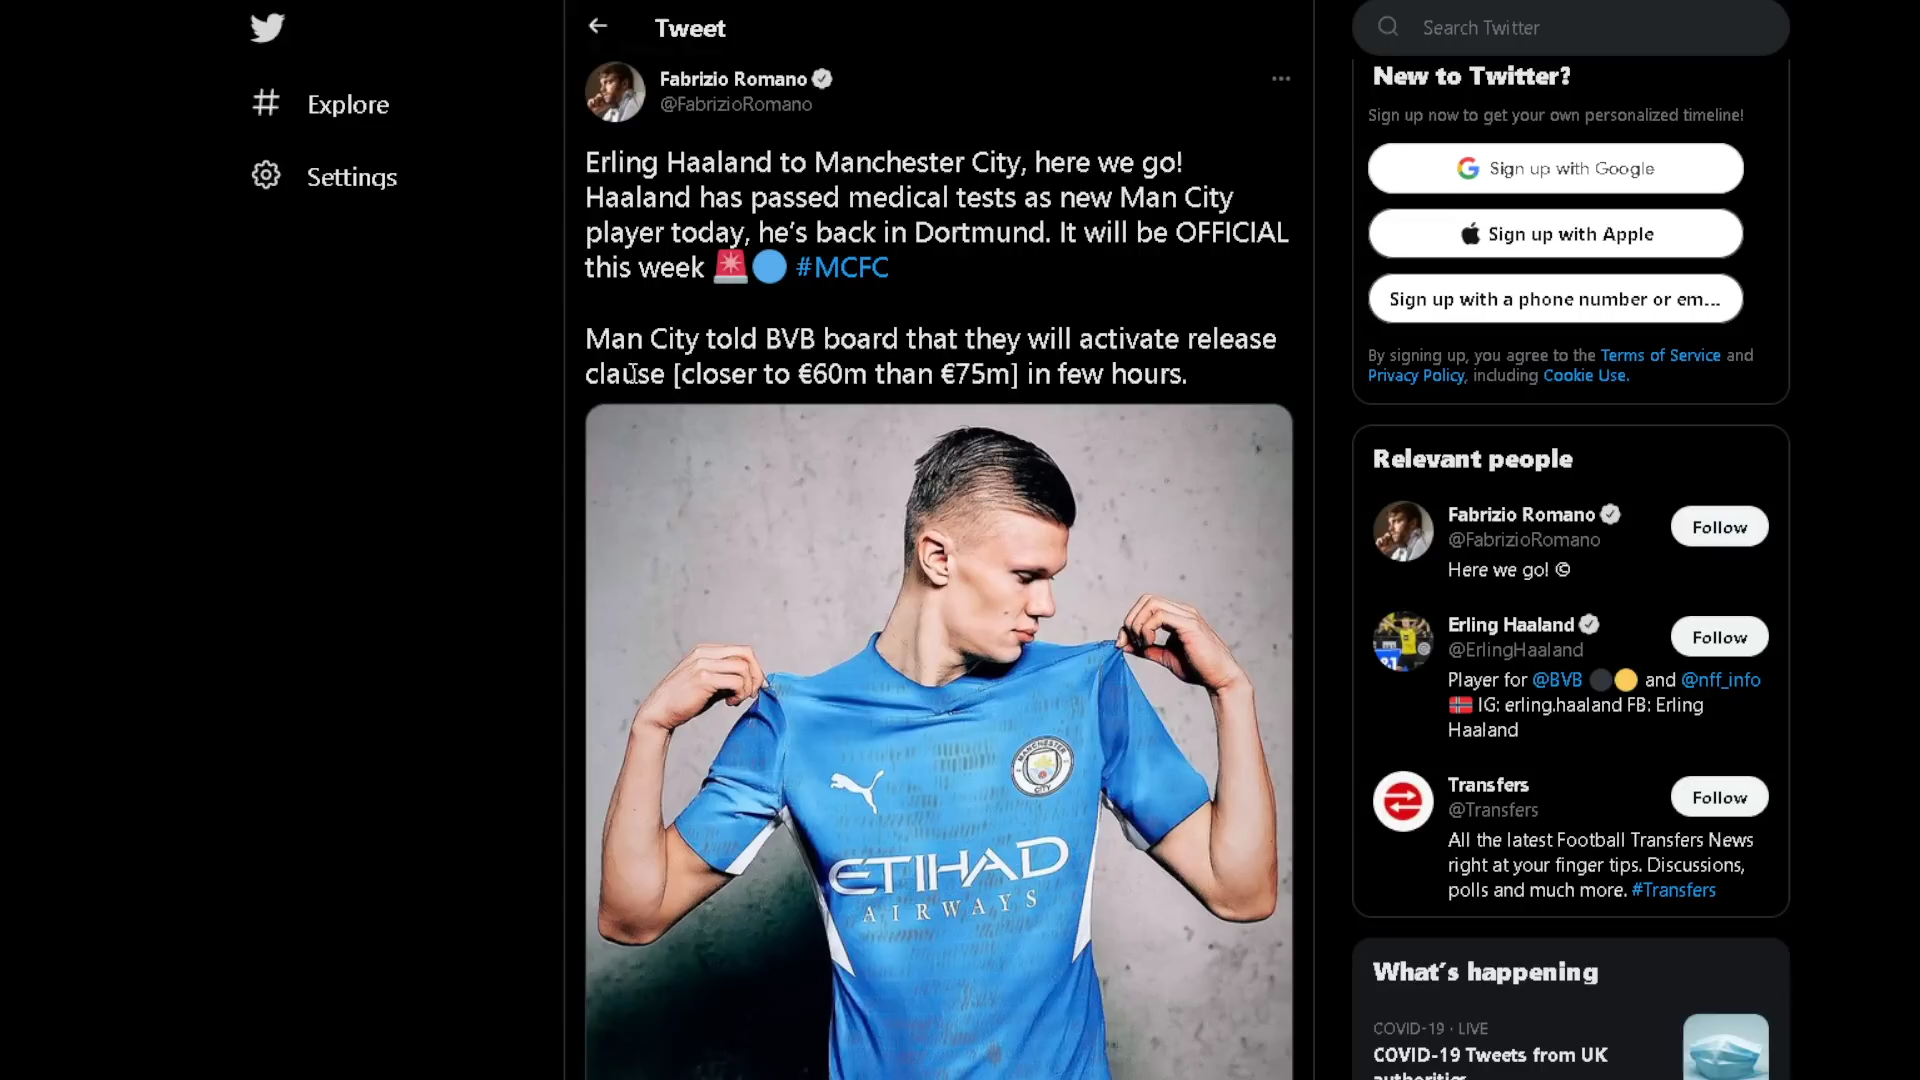 Tweet
Search Twitter
Explore
Settings
Fabrizio Romano
@FabrizioRomano
Erling Haaland to Manchester City, here we go!
Haaland has passed medical tests as new Man City
player today, he's back in Dortmund. It will be OFFICIAL
this week 🚨🔵 #MCFC
Man City told BVB board that they will activate release
clause [closer to €60m than €75m] in few hours.
MANCHESTER
CITY
ETIHAD
AIRWAYS
New to Twitter?
Sign up now to get your own personalized timeline!
Sign up with Google
Sign up with Apple
Sign up with a phone number or em...
By signing up, you agree to the Terms of Service and
Privacy Policy, including Cookie Use.
Relevant people
Fabrizio Romano
@FabrizioRomano
Here we go! ©
Follow
Erling Haaland
@ErlingHaaland
Follow
Player for @BVB ⚫🟡 and @nff_info
🇳🇴 IG: erling.haaland FB: Erling
Haaland
Transfers
@Transfers
Follow
All the latest Football Transfers News
right at your finger tips. Discussions,
polls and much more. #Transfers
What's happening
COVID-19 · LIVE
COVID-19 Tweets from UK
authorities